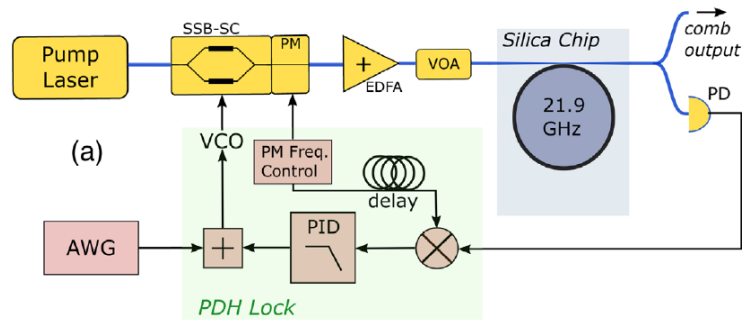 SSB-SC
PM
Pump
Laser
EDFA
VOA
Silica Chip
21.9
GHz
comb
output
PD
(a)
VCO
PM Freq.
Control
delay
AWG
+
PID
PDH Lock